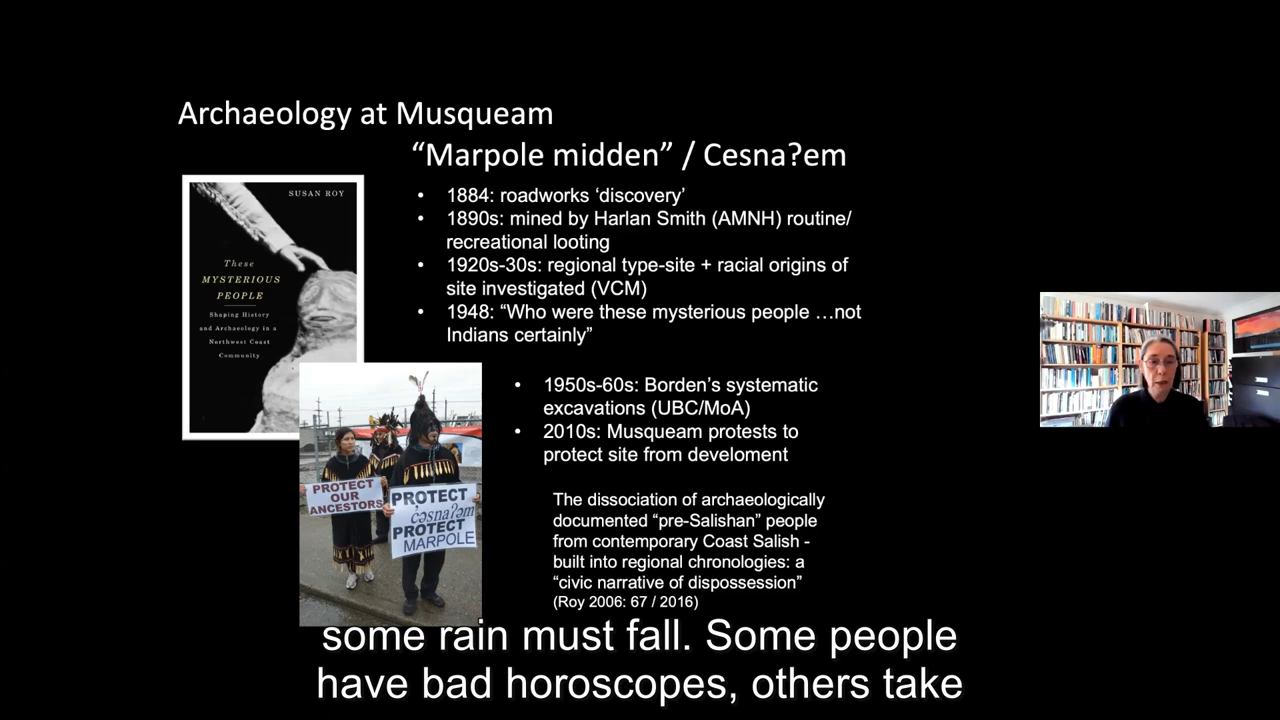 Archaeology at Musqueam
“Marpole midden” / Cesna?em
SUSAN ROY
These
MYSTERIOUS
PEOPLE
Shaping History
and Archaeology in a
Northwest Coast
Community
• 1884: roadworks ‘discovery’
• 1890s: mined by Harlan Smith (AMNH) routine/
recreational looting
• 1920s-30s: regional type-site + racial origins of
site investigated (VCM)
• 1948: “Who were these mysterious people …not
Indians certainly”
• 1950s-60s: Borden’s systematic
excavations (UBC/MoA)
• 2010s: Musqueam protests to
protect site from develoment
PROTECT
OUR
ANCESTORS
PROTECT
c̓əsnaʔəm
PROTECT
MARPOLE
The dissociation of archaeologically
documented “pre-Salishan” people
from contemporary Coast Salish -
built into regional chronologies: a
“civic narrative of dispossession”
(Roy 2006: 67 / 2016)
some rain must fall. Some people
have bad horoscopes, others take